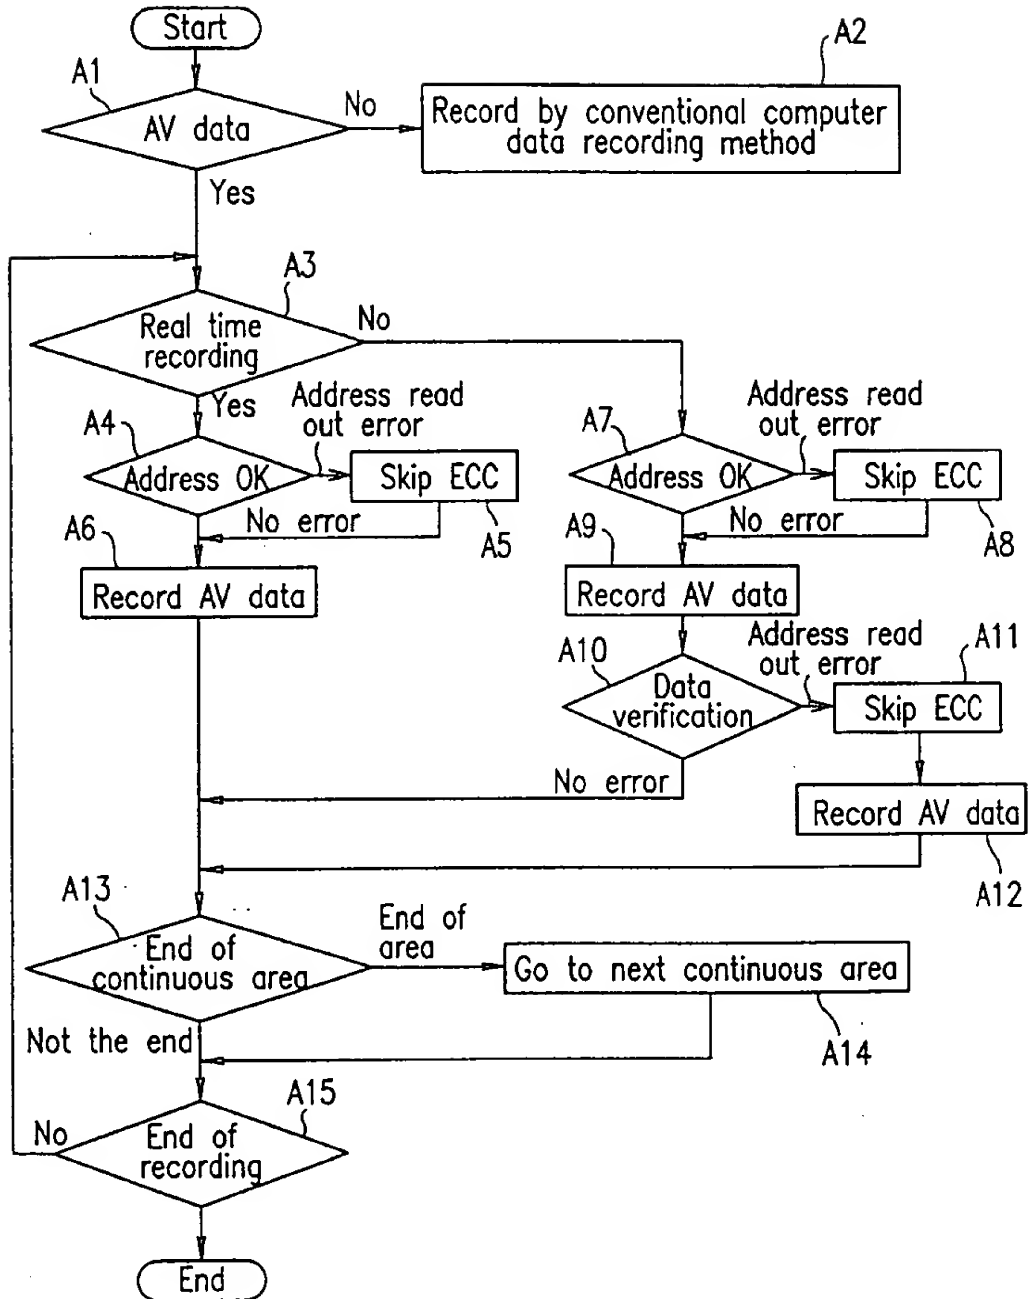 Start
A1
A2
AV data
No
Record by conventional computer
data recording method
Yes
A3
Real time
recording
No
Yes
Address read
out error
A4
Address OK
Skip ECC
A5
No error
A6
Record AV data
Address read
out error
A7
Address OK
Skip ECC
A8
No error
A9
Record AV data
A10
Address read
out error
A11
Data
verification
Skip ECC
No error
Record AV data
A12
A13
End of
continuous area
End of
area
Go to next continuous area
A14
Not the end
A15
No
End of
recording
End